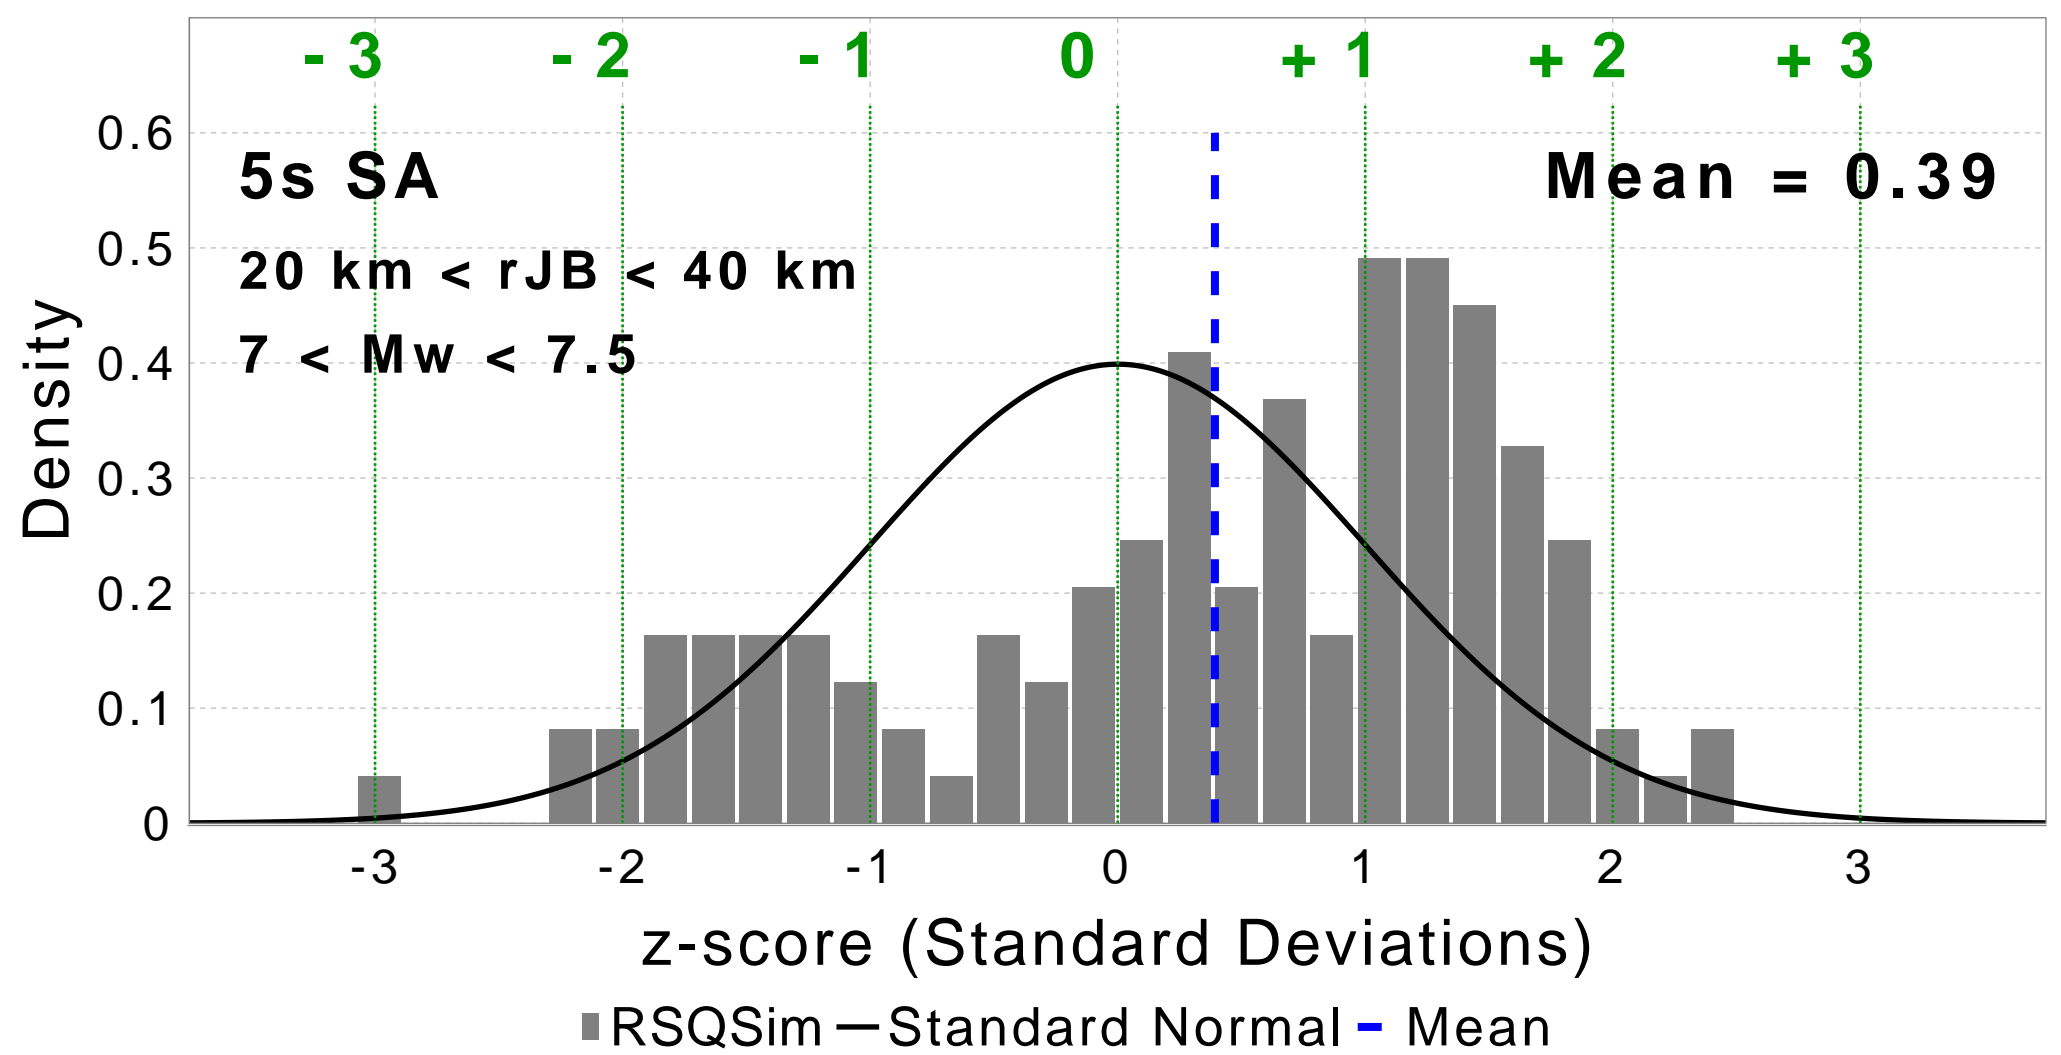 - 3 - 2 - 1 0 + 1 + 2 + 3
0.6
5s SA
Mean = 0.39
0.5
20 km < rJB < 40 km
0.4
7 < Mw < 7.5
0.3
0.2
0.1
0
Density
-3 -2 -1 0 1 2 3
z-score (Standard Deviations)
RSQSim Standard Normal Mean